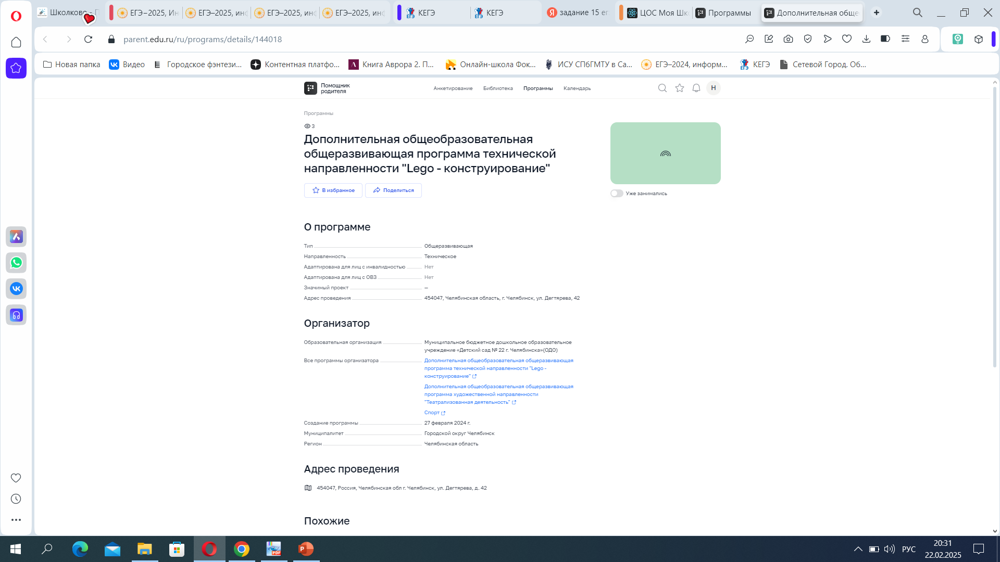 Школково - П
ЕГЭ–2025, Ин
ЕГЭ–2025, инф
ЕГЭ–2025, инф
ЕГЭ–2025, инф
КЕГЭ
КЕГЭ
задание 15 ег
ЦОС Моя Шк
Программы
Дополнительная обще
parent.edu.ru/ru/programs/details/144018
Новая папка
Видео
Городское фэнтези...
Контентная платфо...
Книга Аврора 2. П...
Онлайн-школа Фок...
ИСУ СПбГМТУ в Са...
ЕГЭ–2024, информ...
КЕГЭ
Сетевой Город. Об...
Помощник
родителя
Анкетирование
Библиотека
Программы
Календарь
Н
Программы
3
Дополнительная общеобразовательная
общеразвивающая программа технической
направленности "Lego - конструирование"
В избранное
Поделиться
Уже занимались
О программе
Тип Общеразвивающая
Направленность Техническое
Адаптирована для лиц с инвалидностью Нет
Адаптирована для лиц с ОВЗ Нет
Значимый проект —
Адрес проведения 454047, Челябинская область, г. Челябинск, ул. Дегтярева, 42
Организатор
Образовательная организация Муниципальное бюджетное дошкольное образовательное
учреждение «Детский сад № 22 г. Челябинска»(ОДО)
Все программы организатора Дополнительная общеобразовательная общеразвивающая
программа технической направленности "Lego -
конструирование"
Дополнительная общеобразовательная общеразвивающая
программа художественной направленности
"Театрализованная деятельность"
Спорт
Создание программы 27 февраля 2024 г.
Муниципалитет Городской округ Челябинск
Регион Челябинская область
Адрес проведения
454047, Россия, Челябинская обл г. Челябинск, ул. Дегтярева, д. 42
Похожие
РУС
20:31
22.02.2025